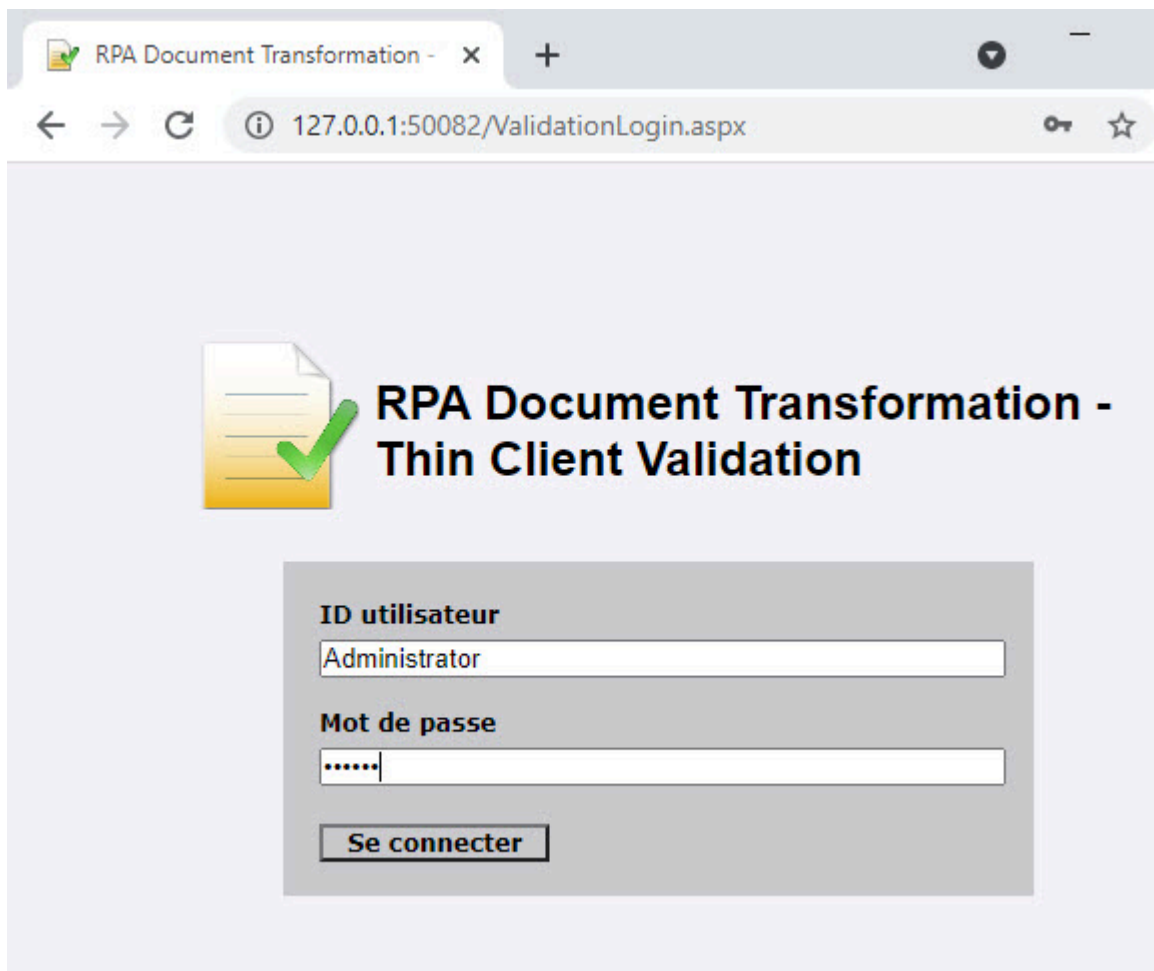 RPA Document Transformation -
127.0.0.1:50082/ValidationLogin.aspx
RPA Document Transformation -
Thin Client Validation
ID utilisateur
Administrator
Mot de passe
••••••
Se connecter